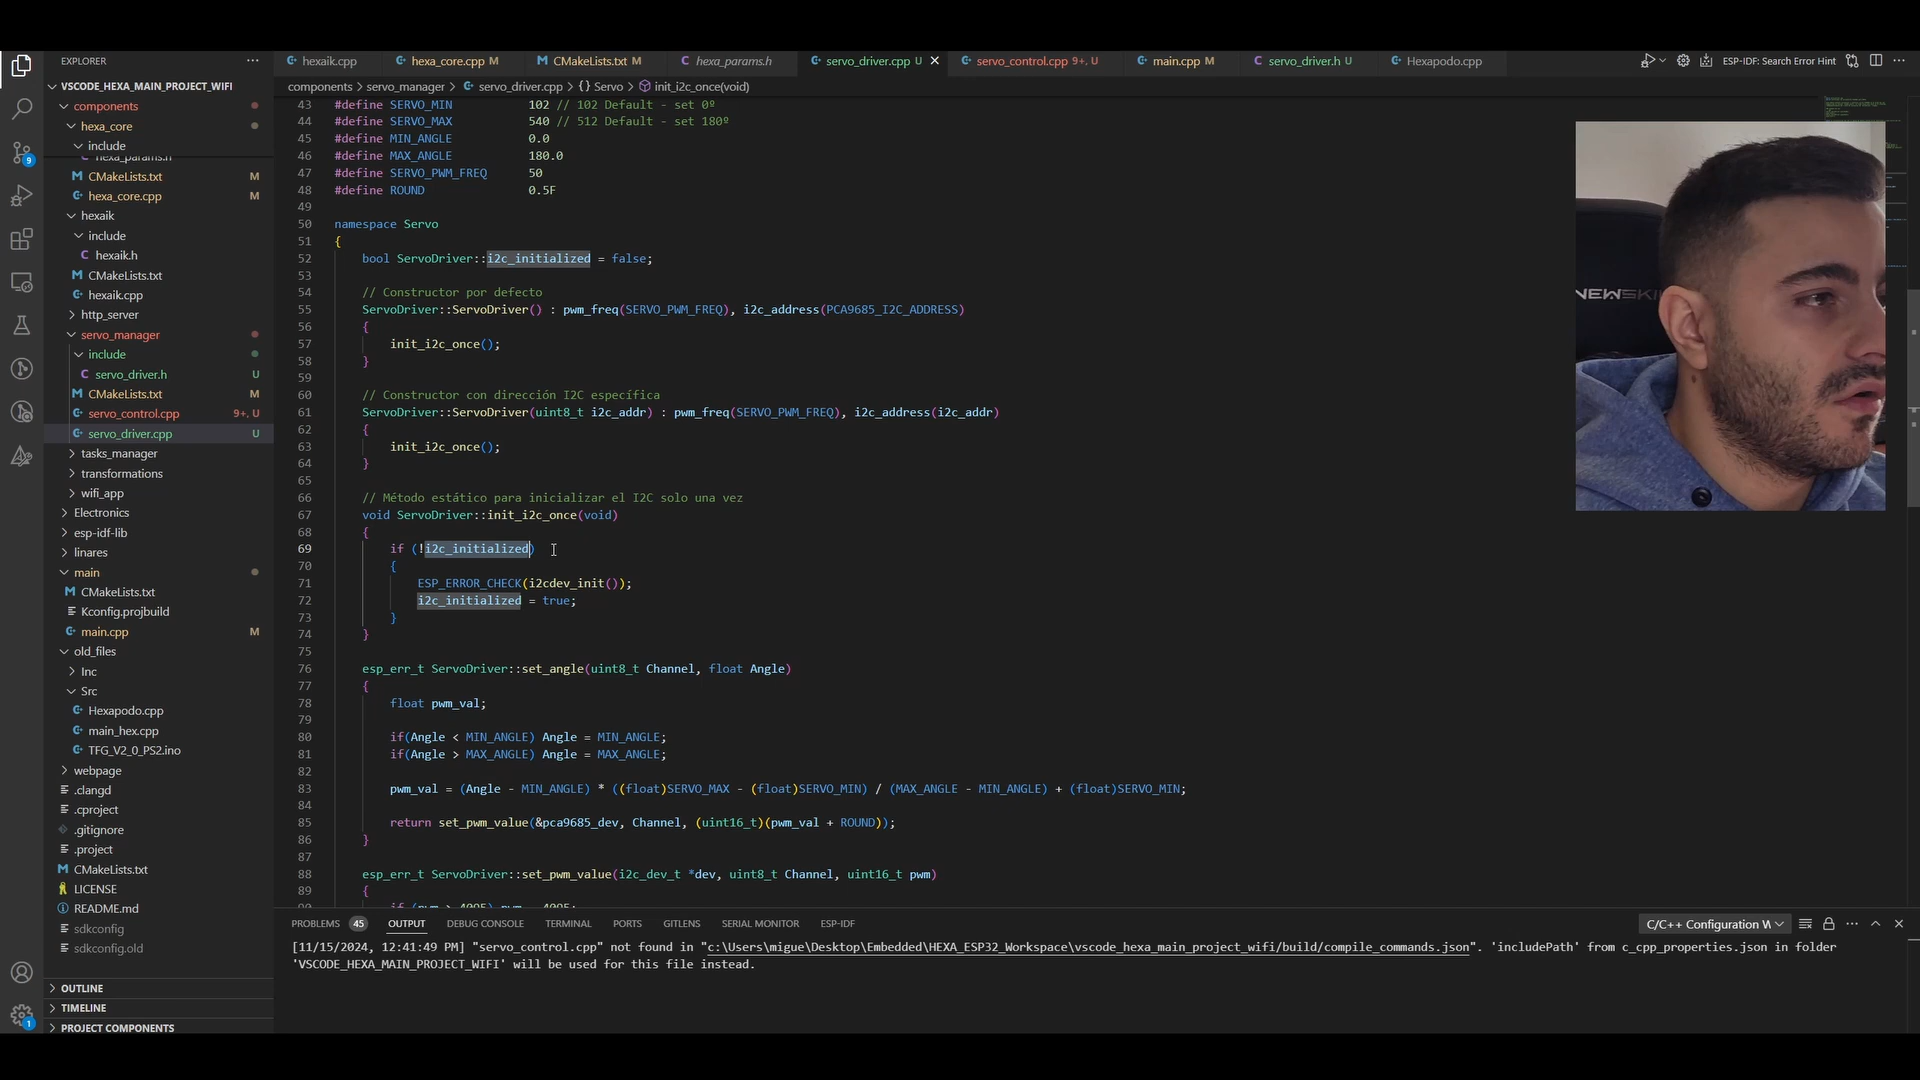 EXPLORER
VSCODE_HEXA_MAIN_PROJECT_WIFI
components
hexa_core
include
hexa_params.h
CMakeLists.txt M
hexa_core.cpp M
hexaik
include
hexaik.h
CMakeLists.txt
hexaik.cpp
http_server
servo_manager
include
servo_driver.h U
CMakeLists.txt M
servo_control.cpp 9+, U
servo_driver.cpp U
tasks_manager
transformations
wifi_app
Electronics
esp-idf-lib
linares
main
CMakeLists.txt
Kconfig.projbuild
main.cpp M
old_files
Inc
Src
Hexapodo.cpp
main_hex.cpp
TFG_V2_0_PS2.ino
webpage
.clangd
.cproject
.gitignore
.project
CMakeLists.txt
LICENSE
README.md
sdkconfig
sdkconfig.old
OUTLINE
TIMELINE
PROJECT COMPONENTS
9
1
hexaik.cpp hexa_core.cpp M CMakeLists.txt M hexa_params.h servo_driver.cpp U servo_control.cpp 9+, U main.cpp M servo_driver.h U Hexapodo.cpp ESP-IDF: Search Error Hint
components > servo_manager > servo_driver.cpp > {} Servo > init_i2c_once(void)
43 #define SERVO_MIN 102 // 102 Default - set 0º
44 #define SERVO_MAX 540 // 512 Default - set 180º
45 #define MIN_ANGLE 0.0
46 #define MAX_ANGLE 180.0
47 #define SERVO_PWM_FREQ 50
48 #define ROUND 0.5F
49
50 namespace Servo
51 {
52 bool ServoDriver::i2c_initialized = false;
53
54 // Constructor por defecto
55 ServoDriver::ServoDriver() : pwm_freq(SERVO_PWM_FREQ), i2c_address(PCA9685_I2C_ADDRESS)
56 {
57 init_i2c_once();
58 }
59
60 // Constructor con dirección I2C específica
61 ServoDriver::ServoDriver(uint8_t i2c_addr) : pwm_freq(SERVO_PWM_FREQ), i2c_address(i2c_addr)
62 {
63 init_i2c_once();
64 }
65
66 // Método estático para inicializar el I2C solo una vez
67 void ServoDriver::init_i2c_once(void)
68 {
69 if (!i2c_initialized)
70 {
71 ESP_ERROR_CHECK(i2cdev_init());
72 i2c_initialized = true;
73 }
74 }
75
76 esp_err_t ServoDriver::set_angle(uint8_t Channel, float Angle)
77 {
78 float pwm_val;
79
80 if(Angle < MIN_ANGLE) Angle = MIN_ANGLE;
81 if(Angle > MAX_ANGLE) Angle = MAX_ANGLE;
82
83 pwm_val = (Angle - MIN_ANGLE) * ((float)SERVO_MAX - (float)SERVO_MIN) / (MAX_ANGLE - MIN_ANGLE) + (float)SERVO_MIN;
84
85 return set_pwm_value(&pca9685_dev, Channel, (uint16_t)(pwm_val + ROUND));
86 }
87
88 esp_err_t ServoDriver::set_pwm_value(i2c_dev_t *dev, uint8_t Channel, uint16_t pwm)
89 {
if (pwm > 4095) pwm = 4095;
NEWSKI
PROBLEMS 45 OUTPUT DEBUG CONSOLE TERMINAL PORTS GITLENS SERIAL MONITOR ESP-IDF C/C++ Configuration W
[11/15/2024, 12:41:49 PM] "servo_control.cpp" not found in "c:\Users\migue\Desktop\Embedded\HEXA_ESP32_Workspace\vscode_hexa_main_project_wifi/build/compile_commands.json". 'includePath' from c_cpp_properties.json in folder
'VSCODE_HEXA_MAIN_PROJECT_WIFI' will be used for this file instead.